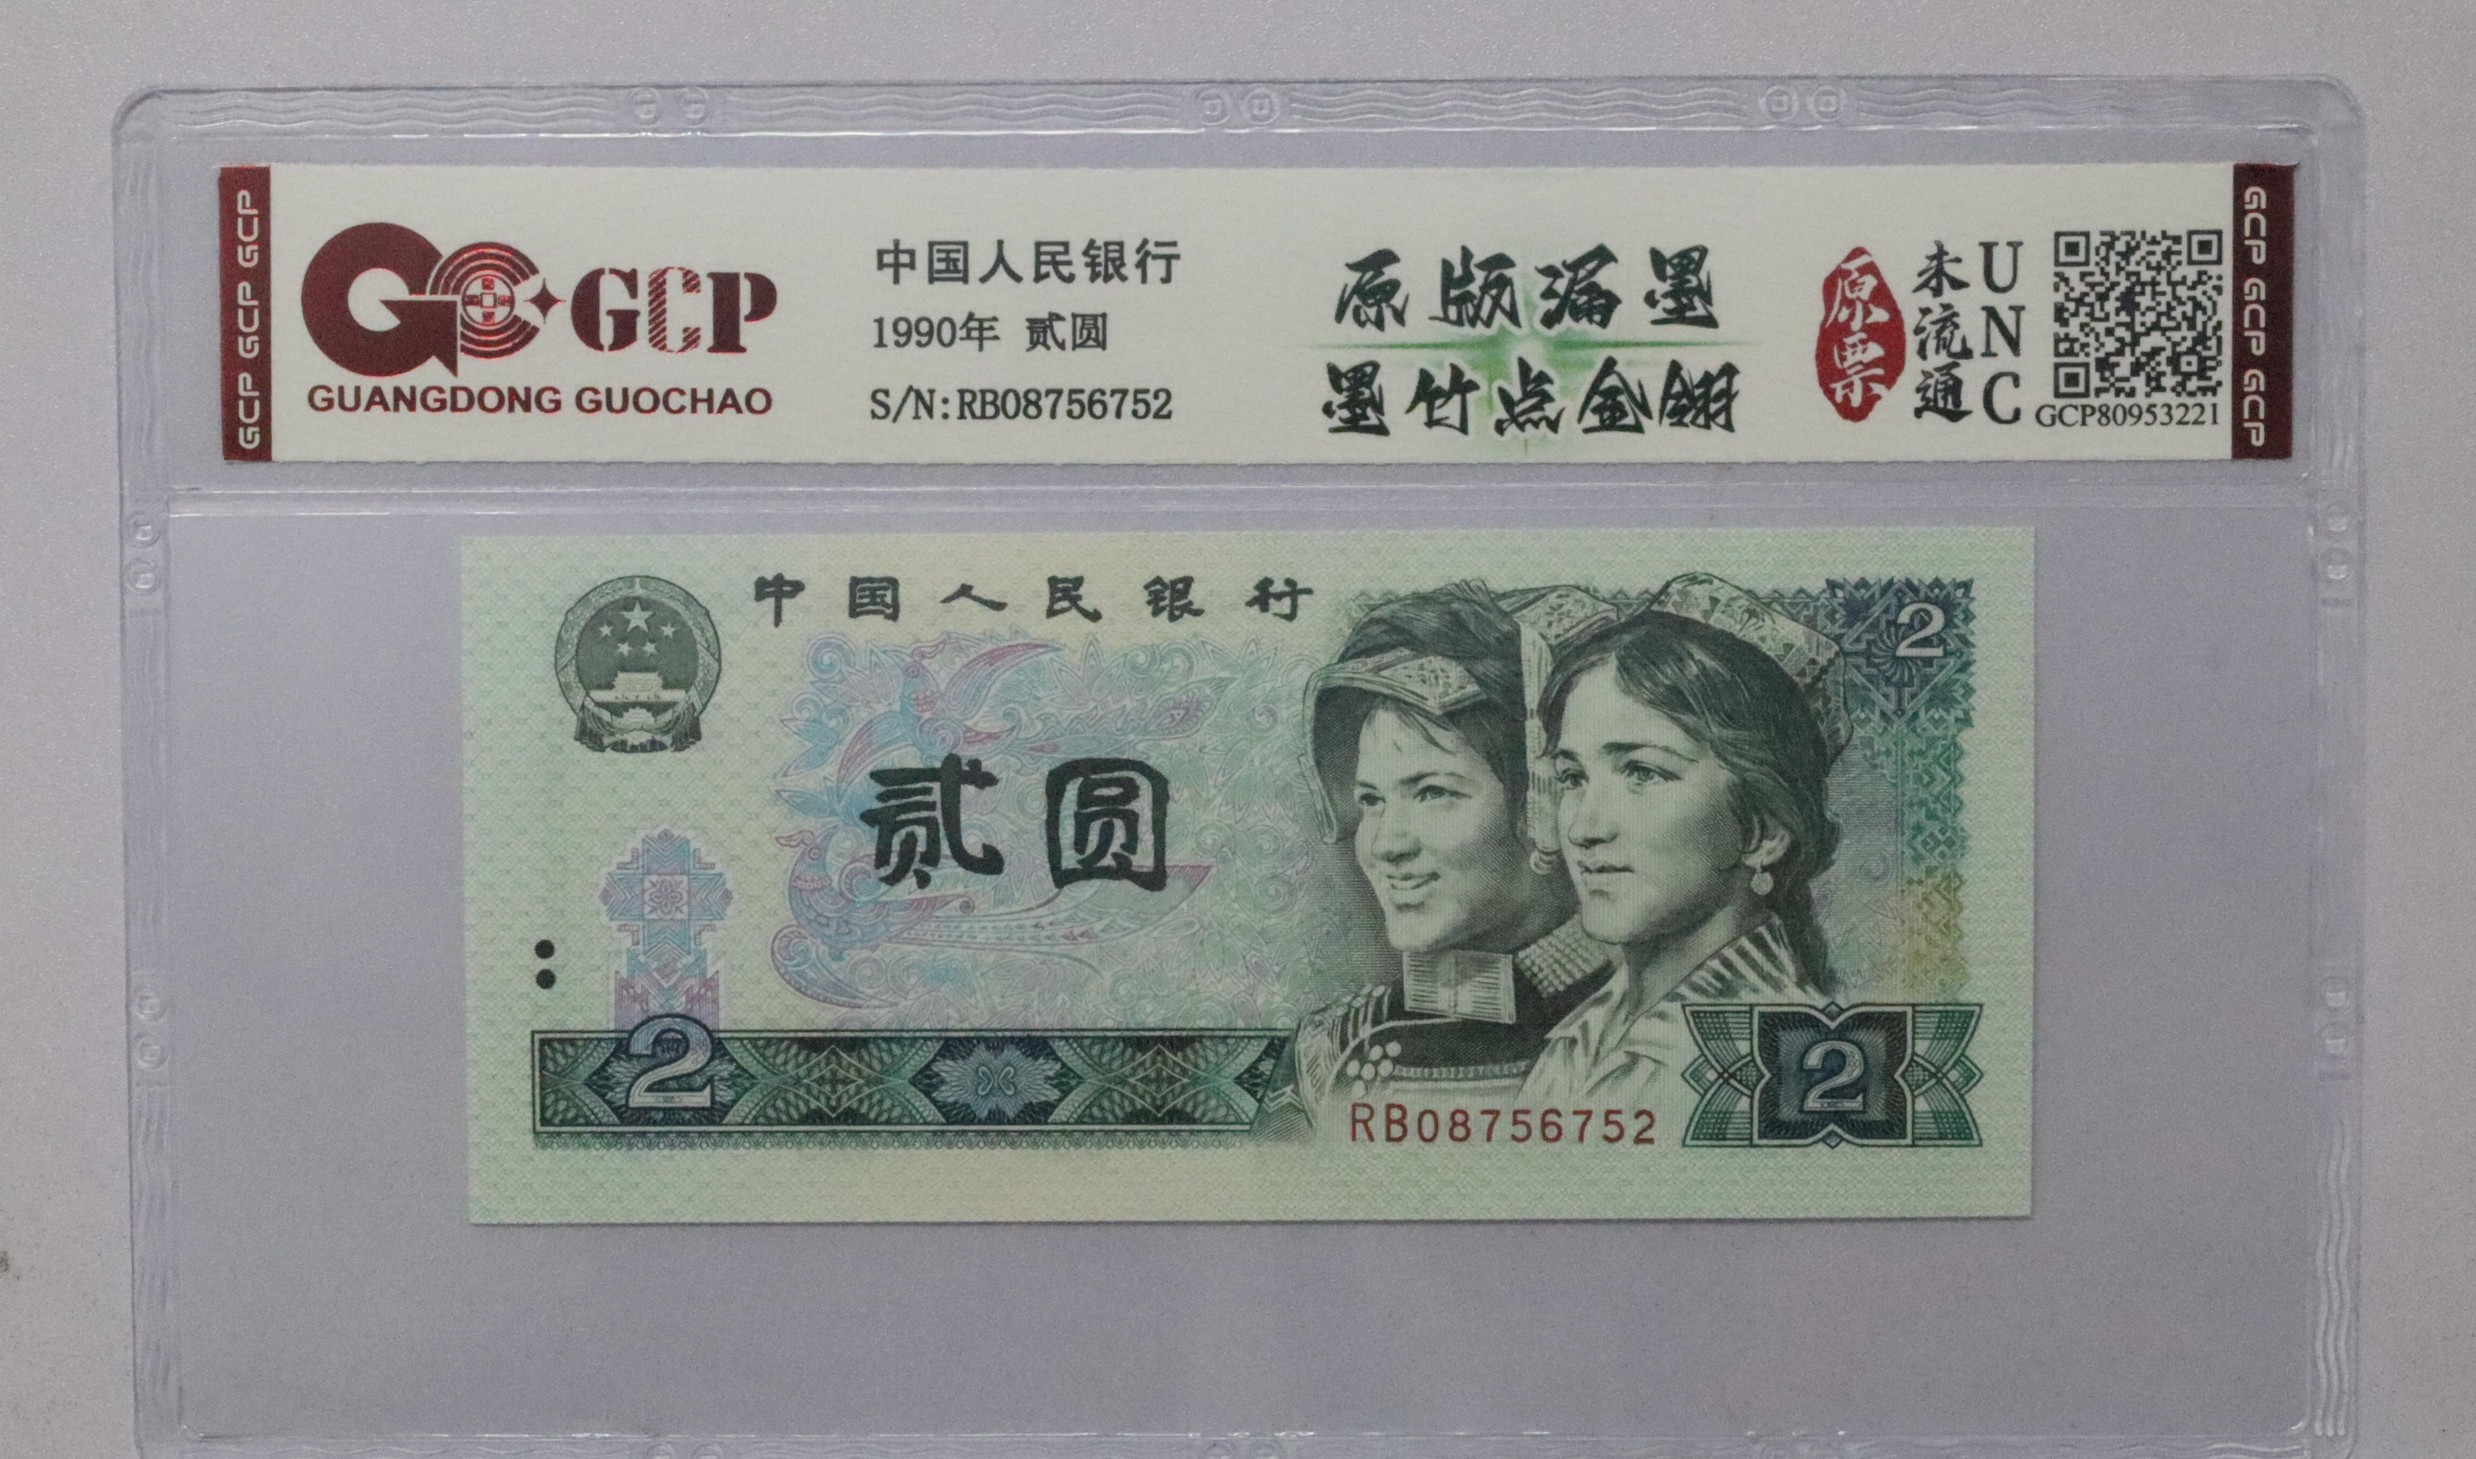 GCP GCP GCP
GCP
GUANGDONG GUOCHAO
中国人民银行
1990年 贰圆
S/N:RB08756752
原版漏墨
墨竹点金翅
原票
未流通
UNC
GCP80953221
GCP GCP GCP
中国人民银行
2
贰圆
2
RB08756752
2